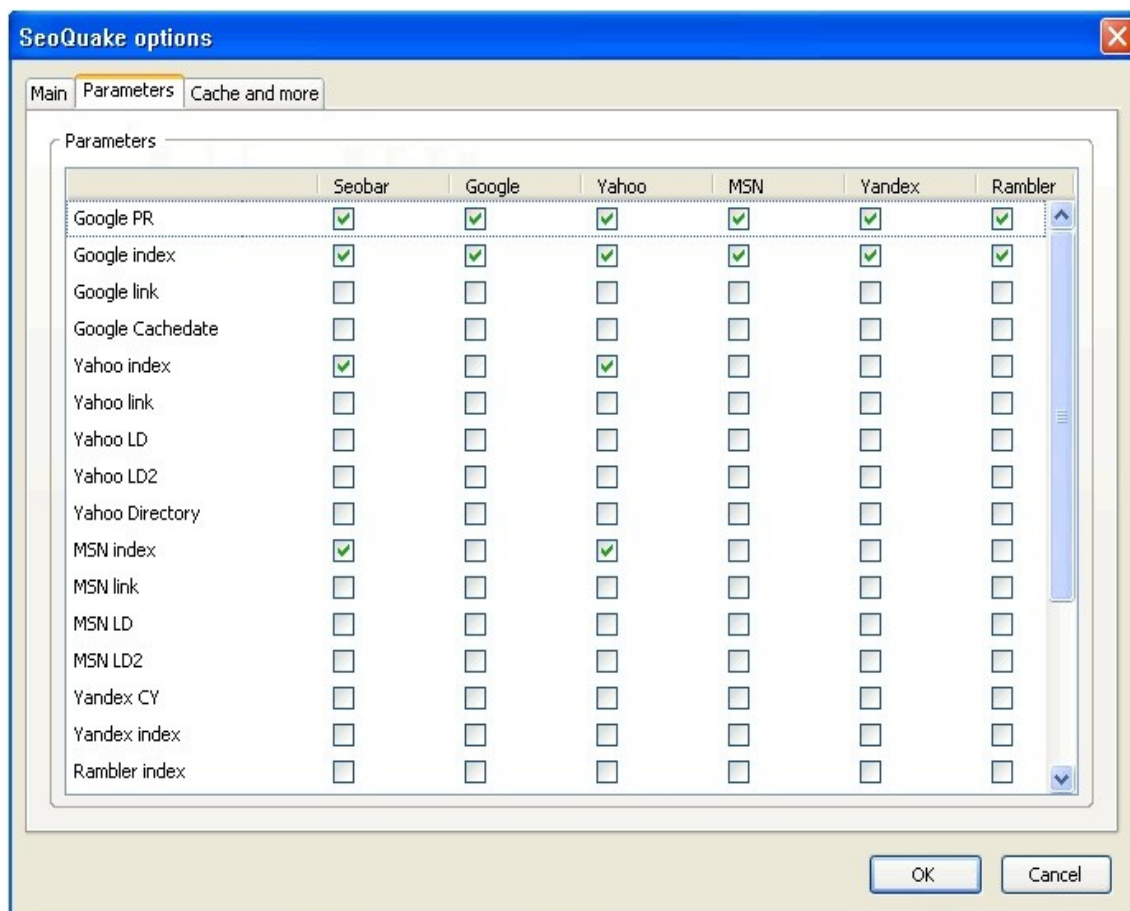 SeoQuake options
Main Parameters Cache and more
Parameters
Seobar Google Yahoo MSN Yandex Rambler
Google PR
Google index
Google link
Google Cachedate
Yahoo index
Yahoo link
Yahoo LD
Yahoo LD2
Yahoo Directory
MSN index
MSN link
MSN LD
MSN LD2
Yandex CY
Yandex index
Rambler index
OK Cancel